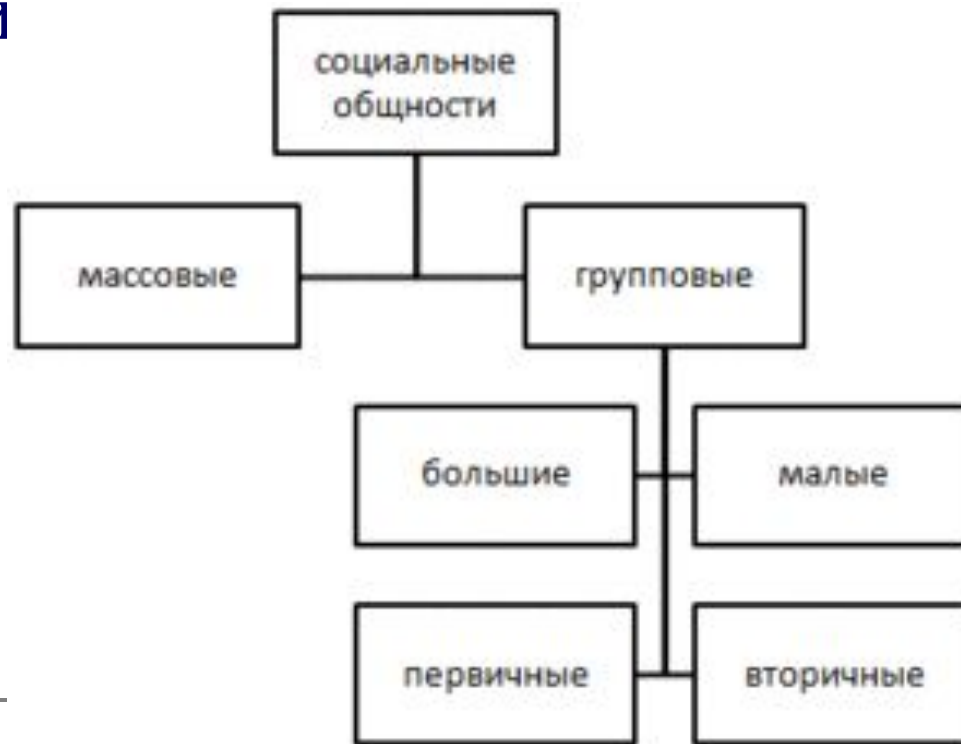 социальные
общности
массовые
групповые
большие
малые
первичные
вторичные